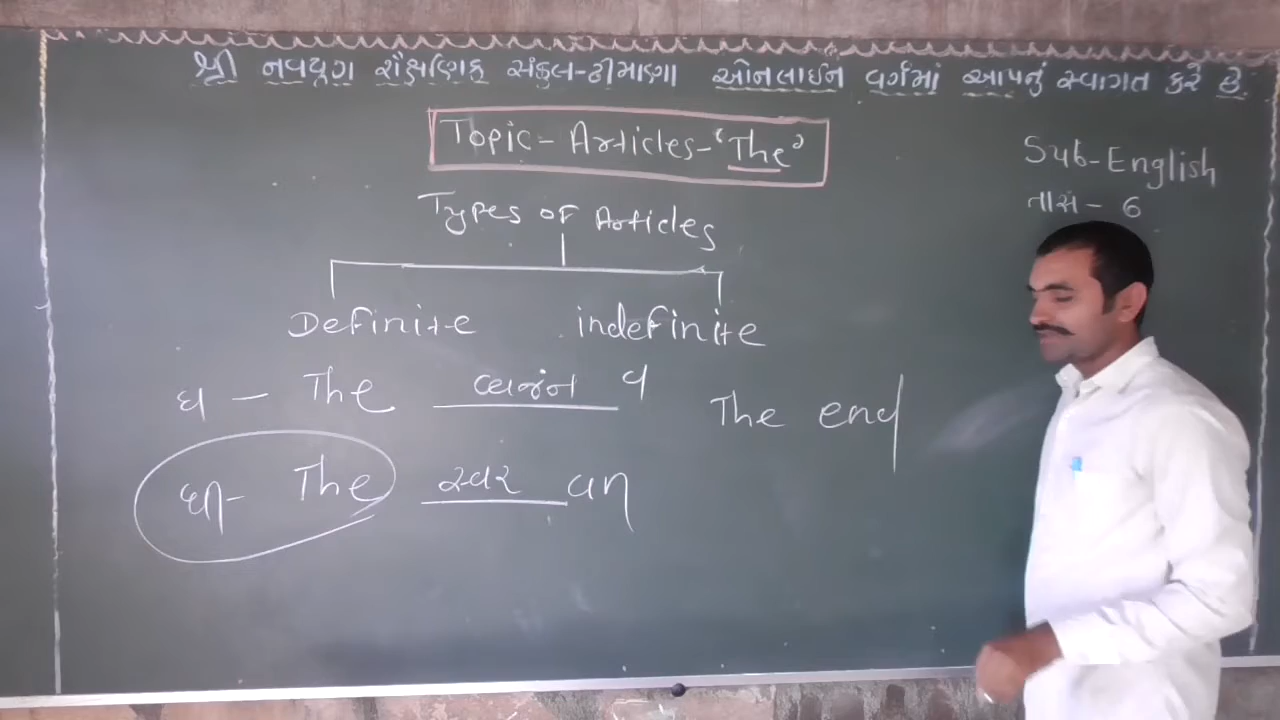 શ્રી નવયુગ શૈક્ષણિક સંકુલ-ઢીમાણા ઓનલાઈન વર્ગમાં આપનું સ્વાગત કરે છે.
Topic - Articles - 'The'
Sub - English
તાસ - 6
Types of Articles
Definite indefinite
ધ - The વ્યંજન a
The end
ધી - The સ્વર an